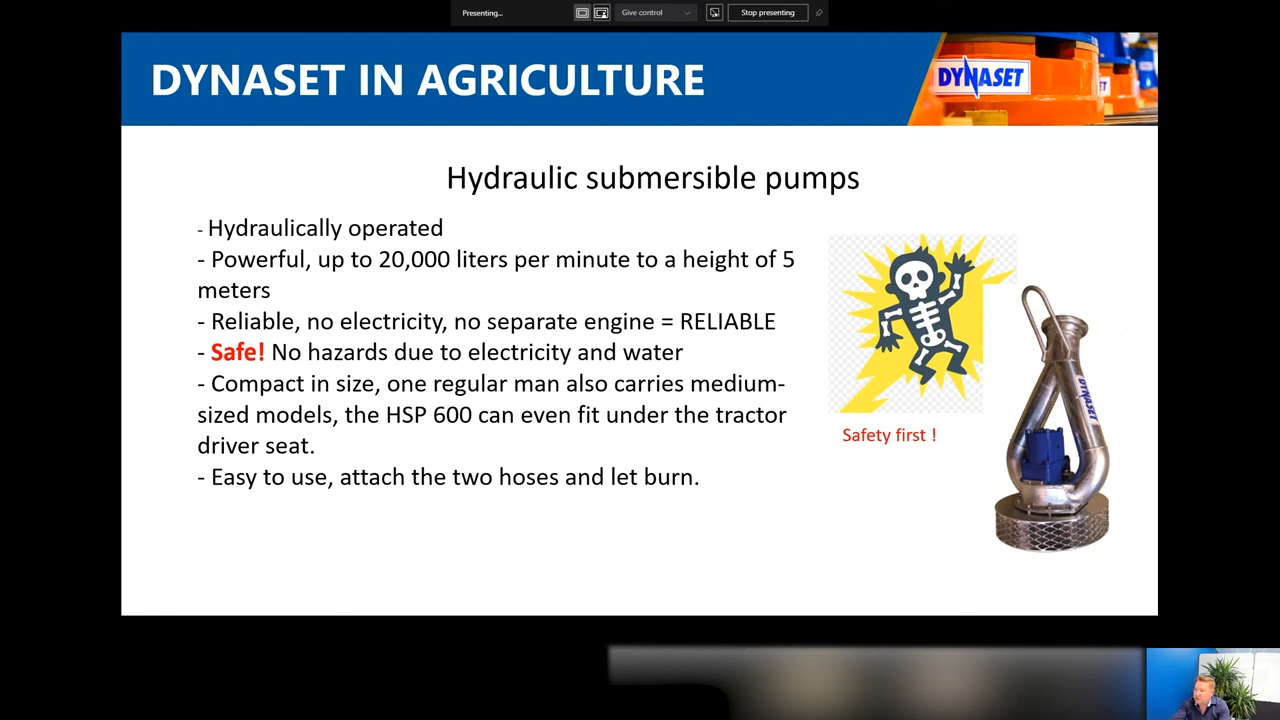 Presenting...
Give control
Stop presenting
DYNASET IN AGRICULTURE
DYNASET
Hydraulic submersible pumps
- Hydraulically operated
- Powerful, up to 20,000 liters per minute to a height of 5
meters
- Reliable, no electricity, no separate engine = RELIABLE
- Safe! No hazards due to electricity and water
- Compact in size, one regular man also carries medium-
sized models, the HSP 600 can even fit under the tractor
driver seat.
- Easy to use, attach the two hoses and let burn.
Safety first !
DYNASET